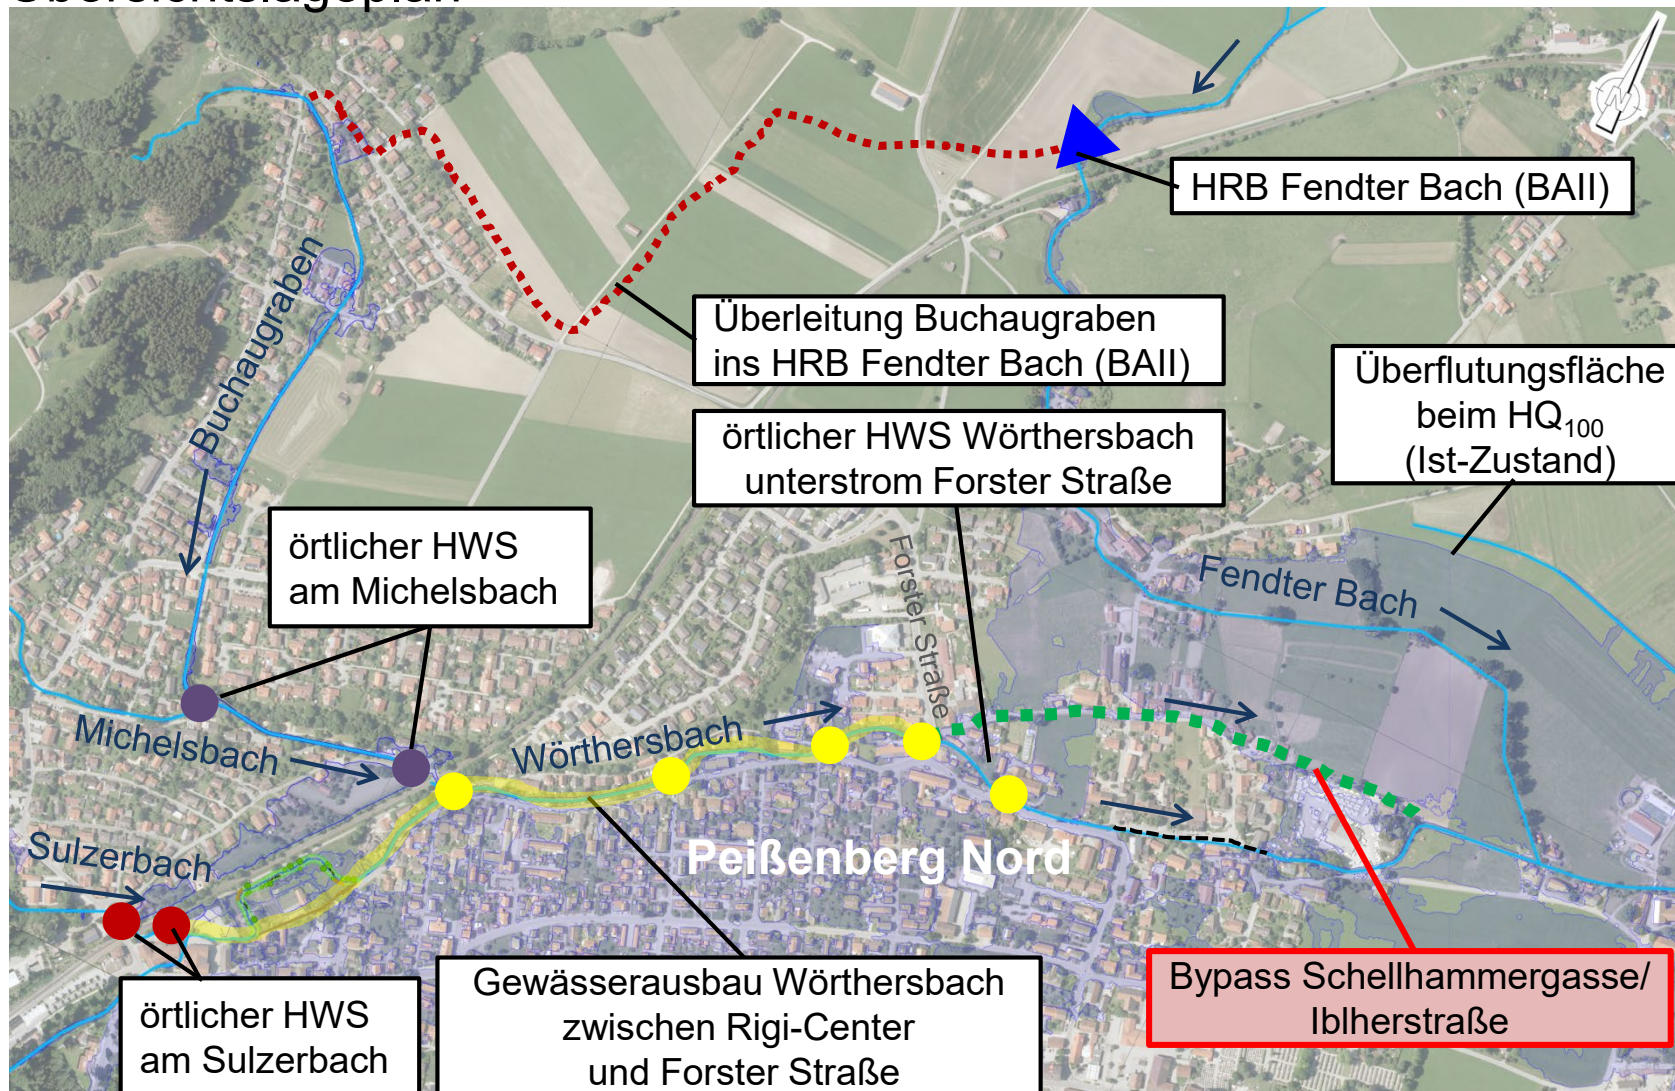 Übersichtslageplan
N
HRB Fendter Bach (BAII)
Buchaugraben
Überleitung Buchaugraben
ins HRB Fendter Bach (BAII)
Überflutungsfläche
beim HQ100
(Ist-Zustand)
örtlicher HWS Wörthersbach
unterstrom Forster Straße
örtlicher HWS
am Michelsbach
Forster Straße
Fendter Bach
Michelsbach
Wörthersbach
Sulzerbach
Peißenberg Nord
örtlicher HWS
am Sulzerbach
Gewässerausbau Wörthersbach
zwischen Rigi-Center
und Forster Straße
Bypass Schellhammergasse/
Iblherstraße